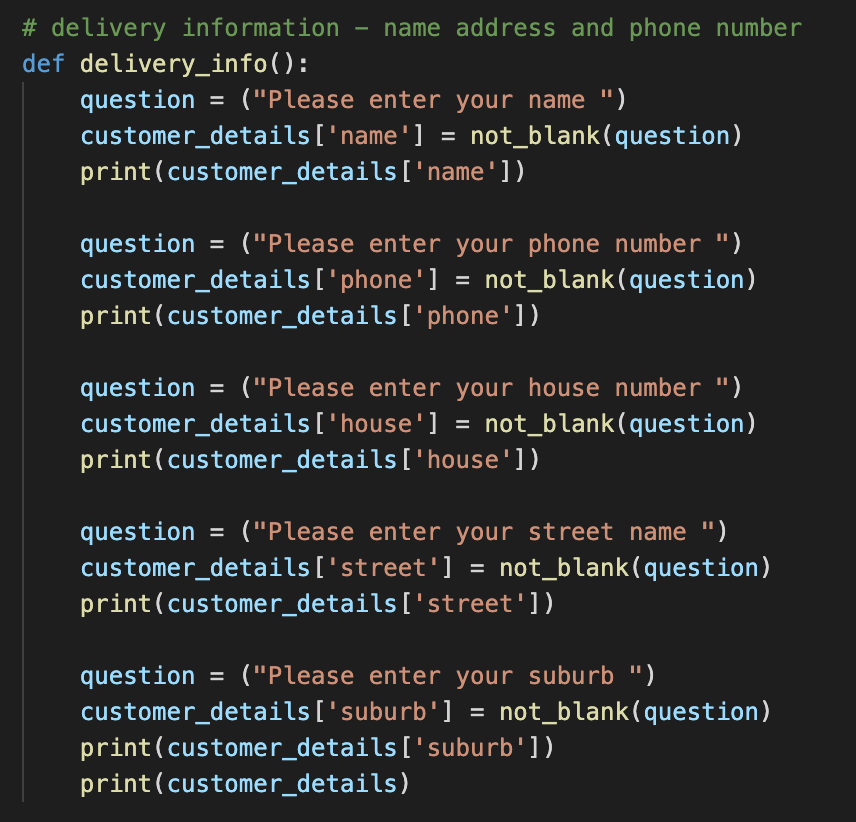 # delivery information - name address and phone number
def delivery_info():
    question = ("Please enter your name ")
    customer_details['name'] = not_blank(question)
    print(customer_details['name'])

    question = ("Please enter your phone number ")
    customer_details['phone'] = not_blank(question)
    print(customer_details['phone'])

    question = ("Please enter your house number ")
    customer_details['house'] = not_blank(question)
    print(customer_details['house'])

    question = ("Please enter your street name ")
    customer_details['street'] = not_blank(question)
    print(customer_details['street'])

    question = ("Please enter your suburb ")
    customer_details['suburb'] = not_blank(question)
    print(customer_details['suburb'])
    print(customer_details)